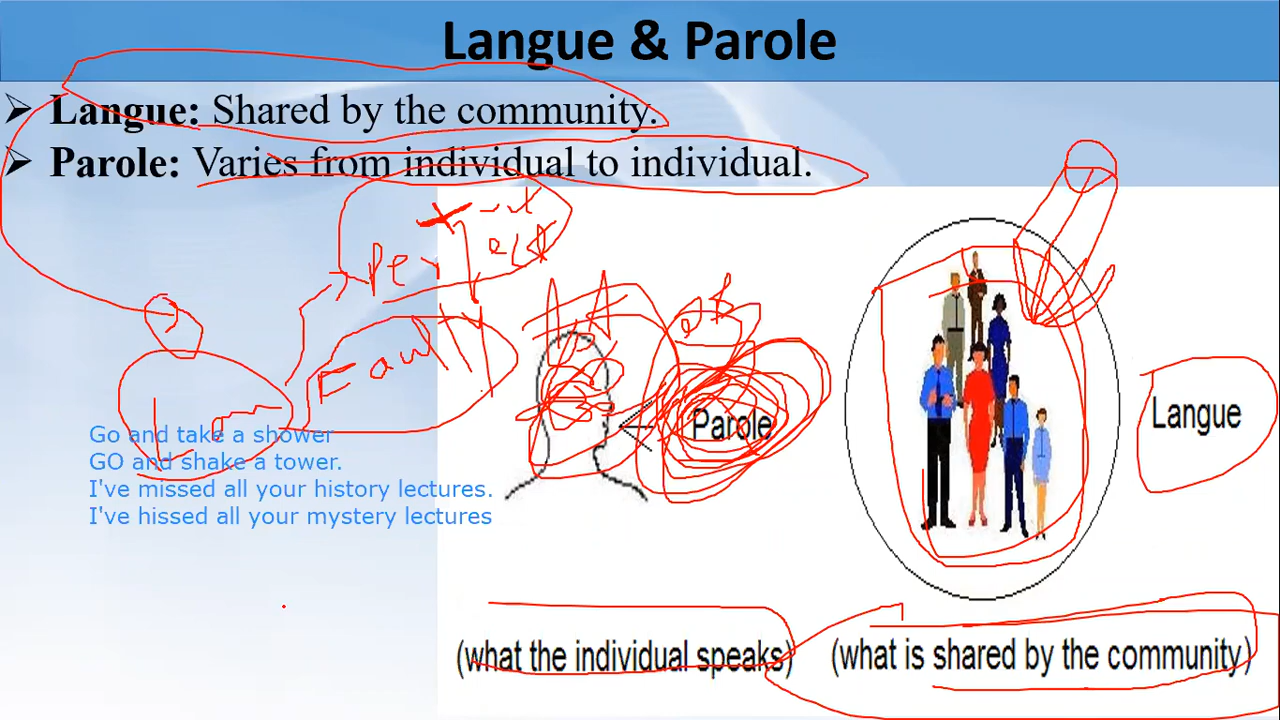 Langue & Parole
➢ Langue: Shared by the community.
➢ Parole: Varies from individual to individual.
Perfect
Faulty
A
B
Go and take a shower
GO and shake a tower.
I've missed all your history lectures.
I've hissed all your mystery lectures
Parole
Langue
(what the individual speaks)
(what is shared by the community)